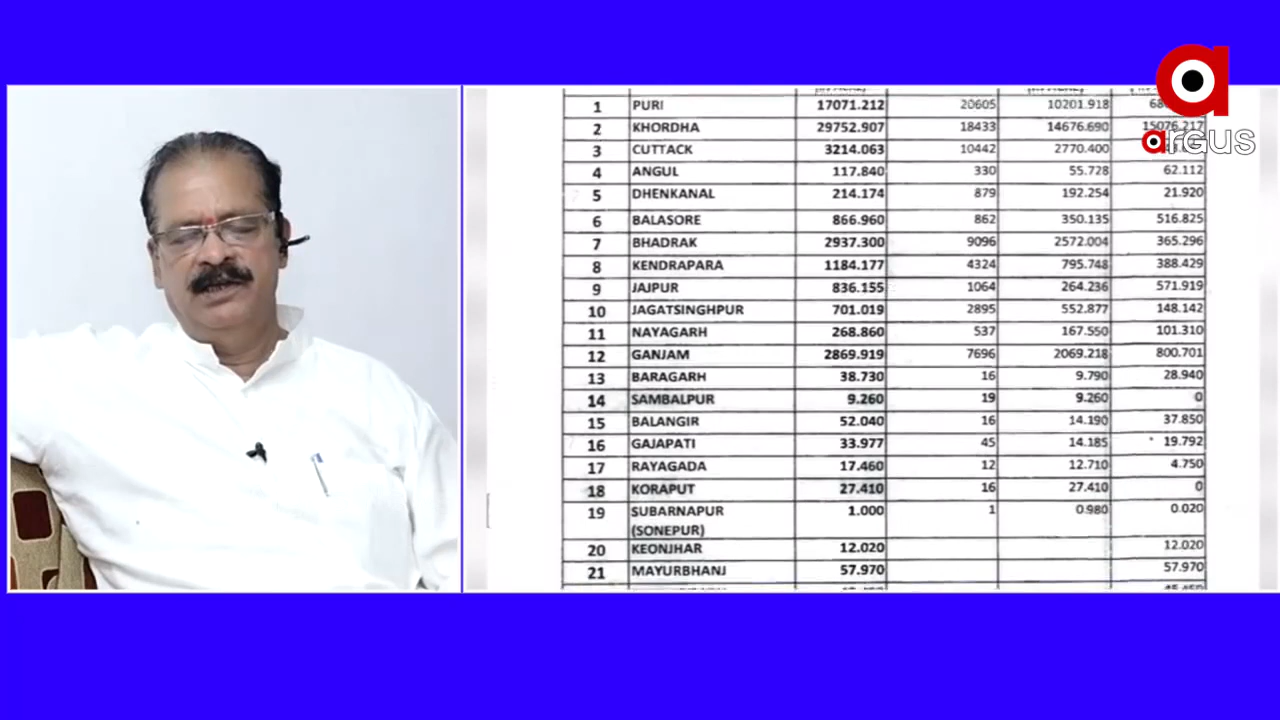 1 PURI 17071.212 20605 10201.918
2 KHORDHA 29752.907 18433 14676.690 15076.217
3 CUTTACK 3214.063 10442 2770.400
4 ANGUL 117.840 330 55.728 62.112
5 DHENKANAL 214.174 879 192.254 21.920
6 BALASORE 866.960 862 350.135 516.825
7 BHADRAK 2937.300 9096 2572.004 365.296
8 KENDRAPARA 1184.177 4324 795.748 388.429
9 JAJPUR 836.155 1064 264.236 571.919
10 JAGATSINGHPUR 701.019 2895 552.877 148.142
11 NAYAGARH 268.860 537 167.550 101.310
12 GANJAM 2869.919 7696 2069.218 800.701
13 BARAGARH 38.730 16 9.790 28.940
14 SAMBALPUR 9.260 19 9.260 0
15 BALANGIR 52.040 16 14.190 37.850
16 GAJAPATI 33.977 45 14.185 19.792
17 RAYAGADA 17.460 12 12.710 4.750
18 KORAPUT 27.410 16 27.410 0
19 SUBARNAPUR 1.000 1 0.980 0.020
(SONEPUR)
20 KEONJHAR 12.020 12.020
21 MAYURBHANJ 57.970 57.970
argus